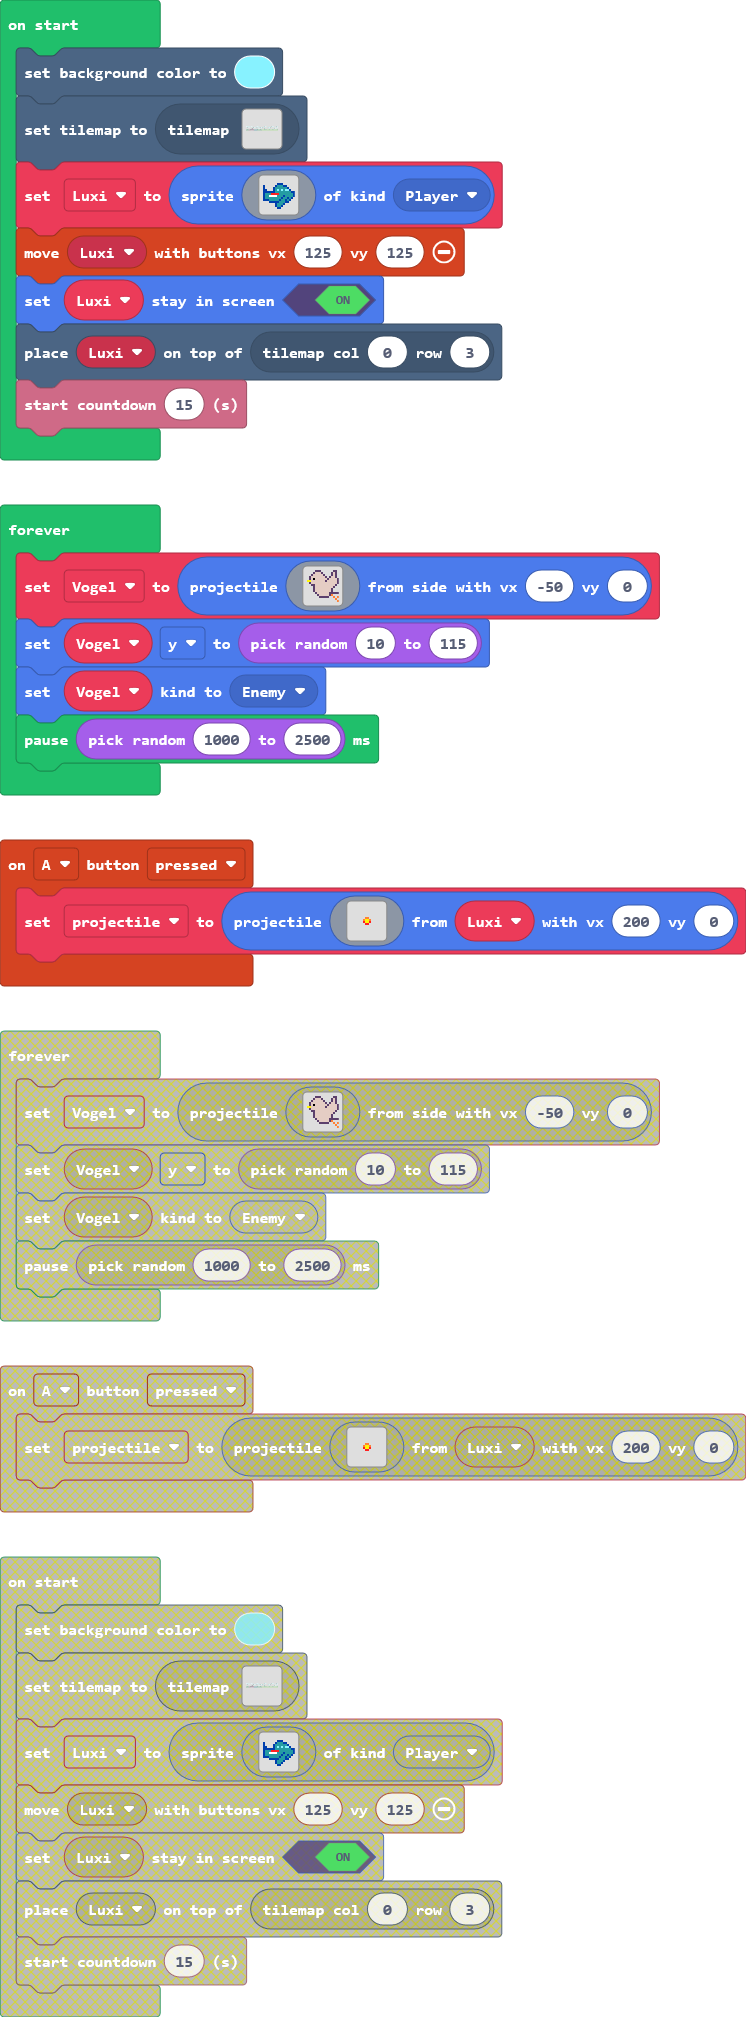 on start
set background color to
set tilemap to tilemap
set Luxi to sprite of kind Player
move Luxi with buttons vx 125 vy 125
set Luxi stay in screen ON
place Luxi on top of tilemap col 0 row 3
start countdown 15 (s)
forever
set Vogel to projectile from side with vx -50 vy 0
set Vogel y to pick random 10 to 115
set Vogel kind to Enemy
pause pick random 1000 to 2500 ms
on A button pressed
set projectile to projectile from Luxi with vx 200 vy 0
forever
set Vogel to projectile from side with vx -50 vy 0
set Vogel y to pick random 10 to 115
set Vogel kind to Enemy
pause pick random 1000 to 2500 ms
on A button pressed
set projectile to projectile from Luxi with vx 200 vy 0
on start
set background color to
set tilemap to tilemap
set Luxi to sprite of kind Player
move Luxi with buttons vx 125 vy 125
set Luxi stay in screen ON
place Luxi on top of tilemap col 0 row 3
start countdown 15 (s)